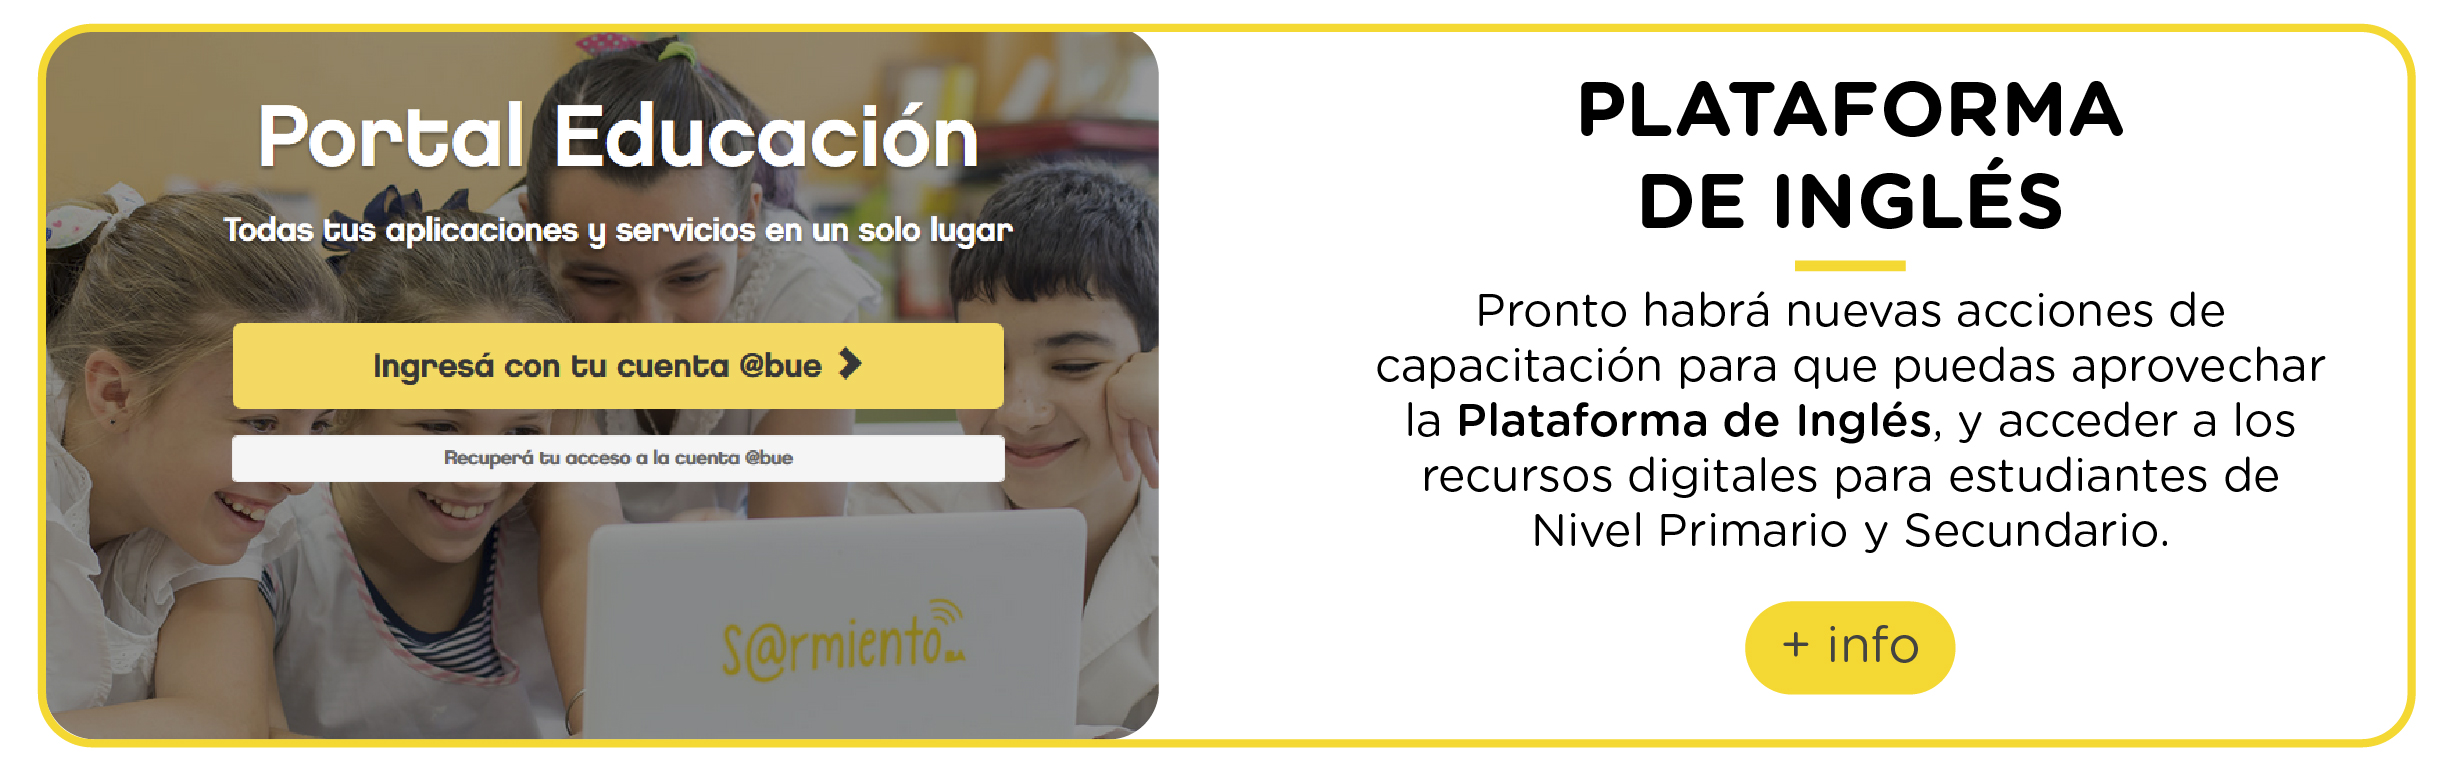 Portal Educación
Todas tus aplicaciones y servicios en un solo lugar
Ingresá con tu cuenta @bue
Recuperá tu acceso a la cuenta @bue
S@rmiento BA
PLATAFORMA
DE INGLÉS
Pronto habrá nuevas acciones de
capacitación para que puedas aprovechar
la Plataforma de Inglés, y acceder a los
recursos digitales para estudiantes de
Nivel Primario y Secundario.
+ info